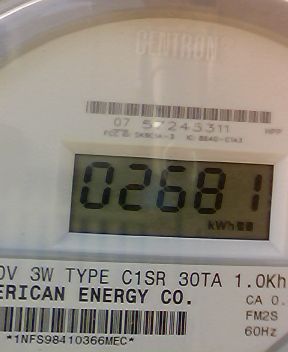 CENTRON
07 57245311
HPP
02681
kWh
0V 3W TYPE C1SR 30TA 1.0Kh
ERICAN ENERGY CO.
CA 0.
FM2S
60Hz
*1NFS98410366MEC*